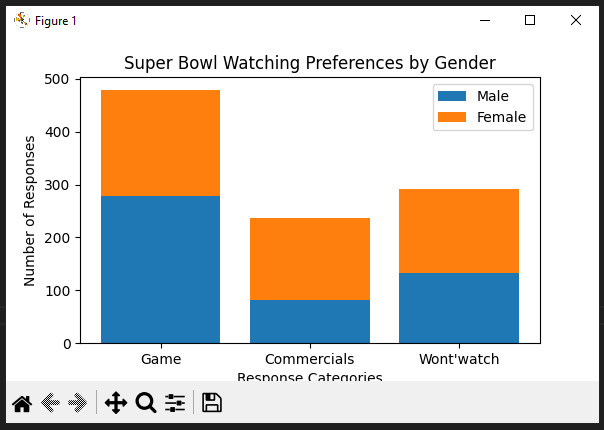 Figure 1
Super Bowl Watching Preferences by Gender
500
400
300
200
100
0
Number of Responses
Male
Female
Game
Commercials
Wont'watch
Response Categories